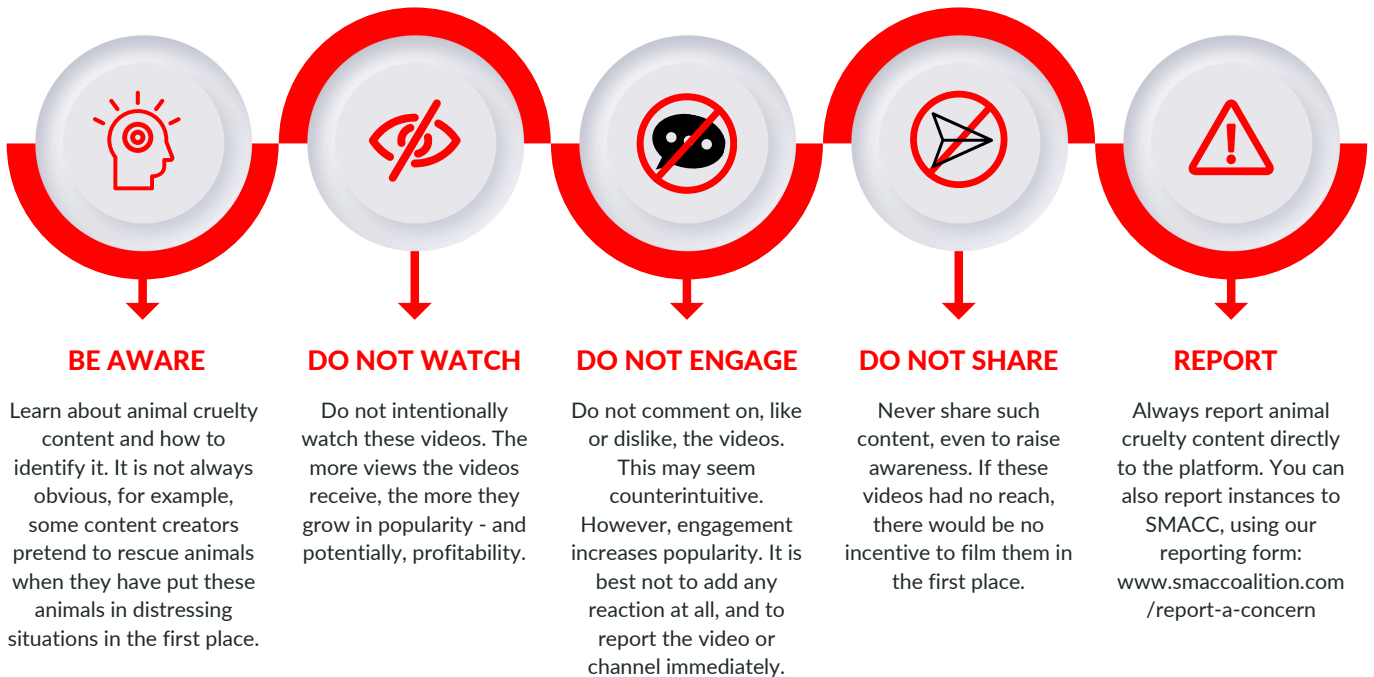 BE AWARE
Learn about animal cruelty
content and how to
identify it. It is not always
obvious, for example,
some content creators
pretend to rescue animals
when they have put these
animals in distressing
situations in the first place.
DO NOT WATCH
Do not intentionally
watch these videos. The
more views the videos
receive, the more they
grow in popularity - and
potentially, profitability.
DO NOT ENGAGE
Do not comment on, like
or dislike, the videos.
This may seem
counterintuitive.
However, engagement
increases popularity. It is
best not to add any
reaction at all, and to
report the video or
channel immediately.
DO NOT SHARE
Never share such
content, even to raise
awareness. If these
videos had no reach,
there would be no
incentive to film them in
the first place.
REPORT
Always report animal
cruelty content directly
to the platform. You can
also report instances to
SMACC, using our
reporting form:
www.smaccoalition.com
/report-a-concern